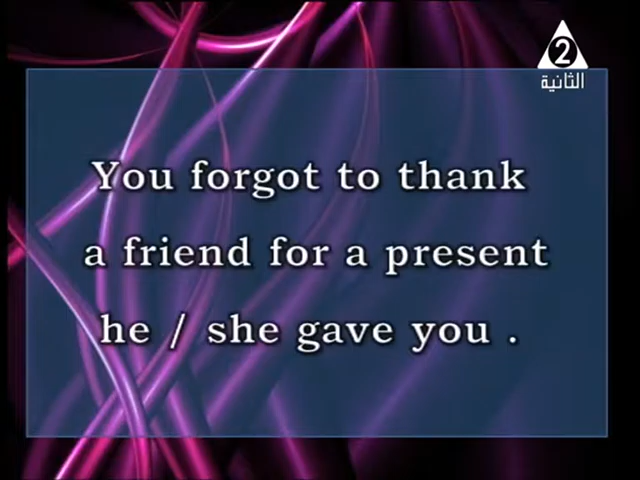 2
الثانية
You forgot to thank
a friend for a present
he / she gave you .